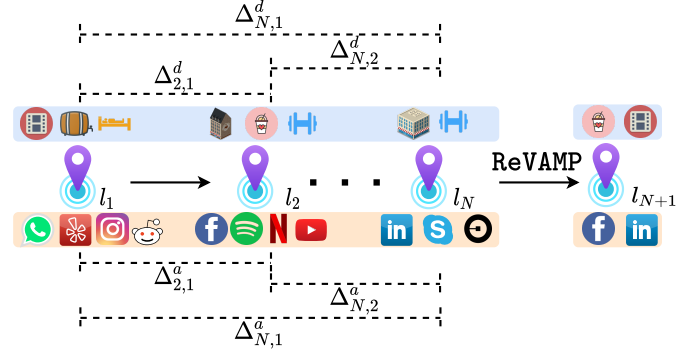 Δ^d_{N,1}
Δ^d_{N,2}
Δ^d_{2,1}
ReVAMP
l_1 l_2 l_N l_{N+1}
N
in S in
Δ^a_{2,1}
Δ^a_{N,2}
Δ^a_{N,1}